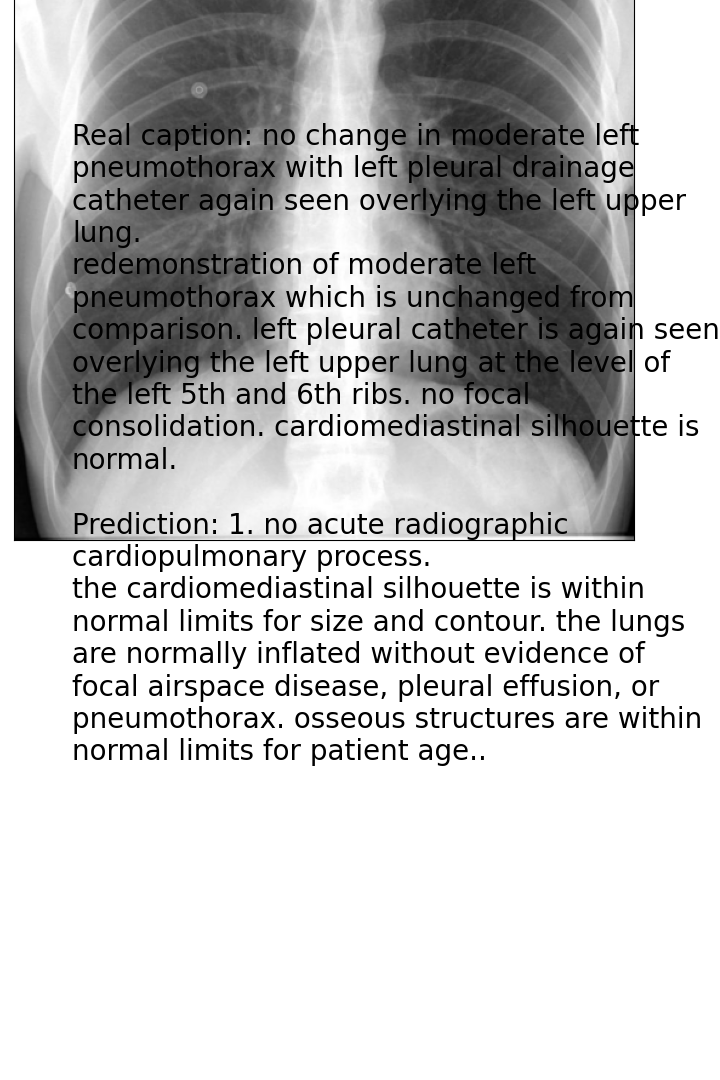 Real caption: no change in moderate left
pneumothorax with left pleural drainage
catheter again seen overlying the left upper
lung.
redemonstration of moderate left
pneumothorax which is unchanged from
comparison. left pleural catheter is again seen
overlying the left upper lung at the level of
the left 5th and 6th ribs. no focal
consolidation. cardiomediastinal silhouette is
normal.
Prediction: 1. no acute radiographic
cardiopulmonary process.
the cardiomediastinal silhouette is within
normal limits for size and contour. the lungs
are normally inflated without evidence of
focal airspace disease, pleural effusion, or
pneumothorax. osseous structures are within
normal limits for patient age..